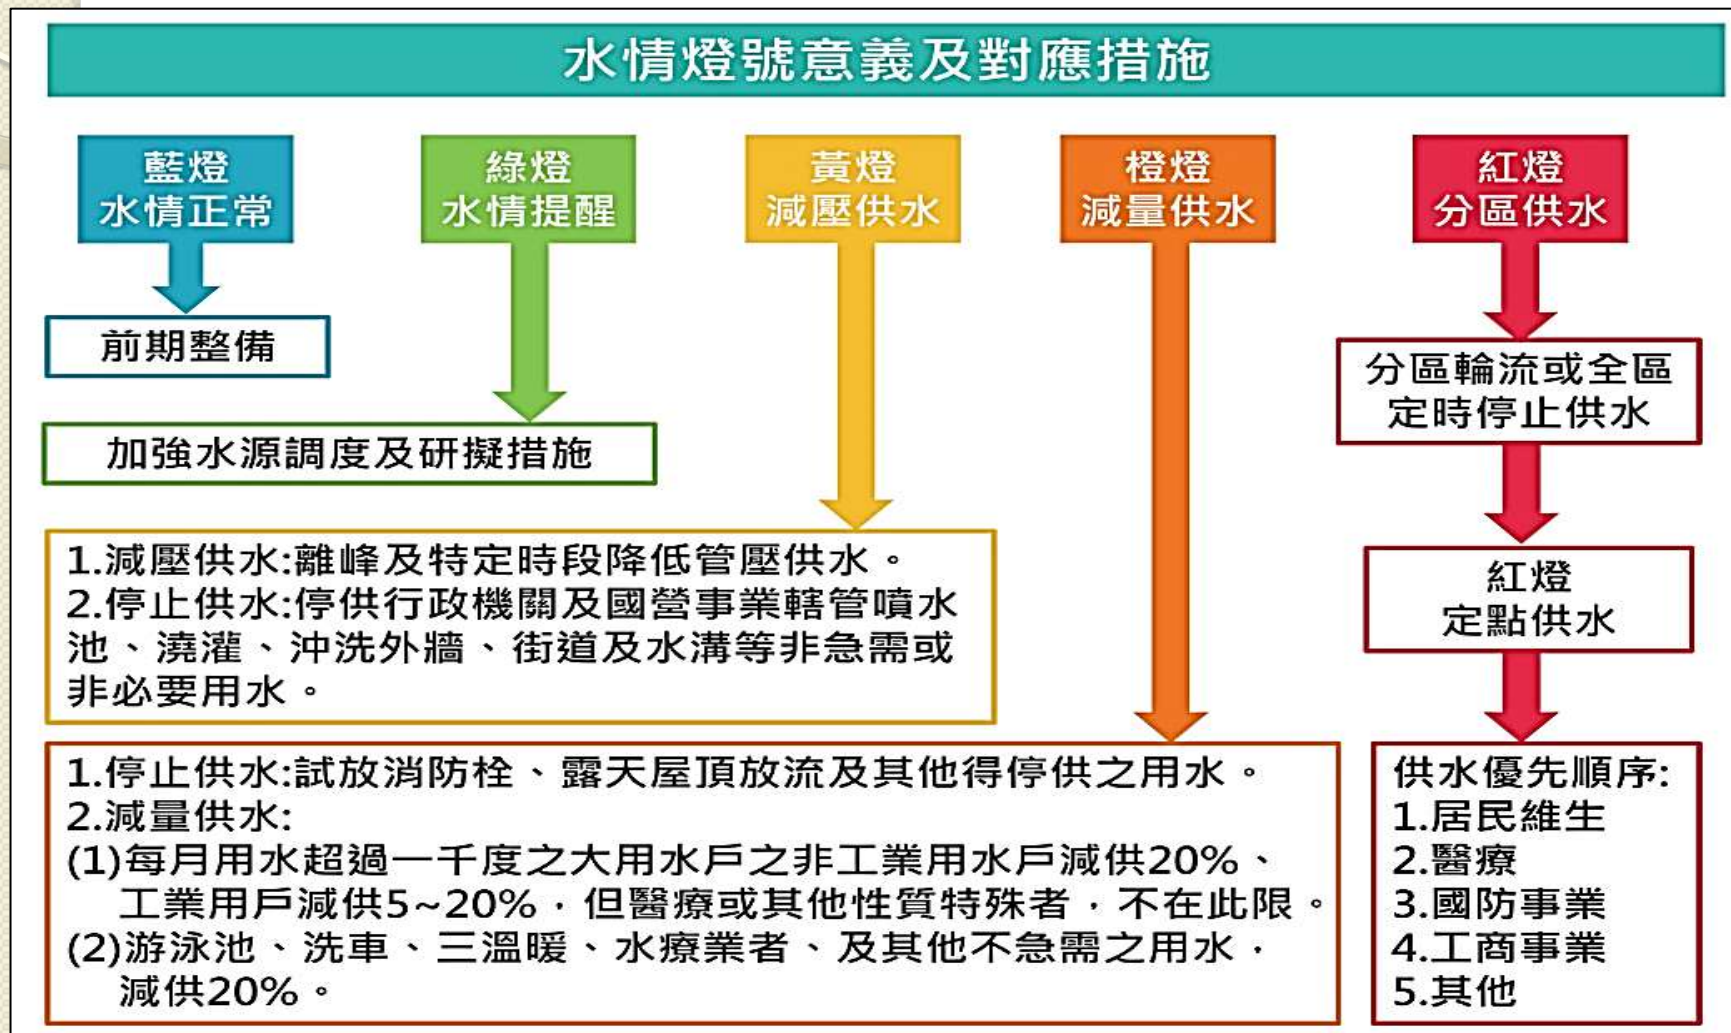 水情燈號意義及對應措施
藍燈
水情正常
綠燈
水情提醒
黃燈
減壓供水
橙燈
減量供水
紅燈
分區供水
前期整備
加強水源調度及研擬措施
1.減壓供水:離峰及特定時段降低管壓供水。
2.停止供水:停供行政機關及國營事業轄管噴水
池、澆灌、沖洗外牆、街道及水溝等非急需或
非必要用水。
1.停止供水:試放消防栓、露天屋頂放流及其他得停供之用水。
2.減量供水:
(1)每月用水超過一千度之大用水戶之非工業用水戶減供20%、
工業用戶減供5~20%，但醫療或其他性質特殊者，不在此限。
(2)游泳池、洗車、三溫暖、水療業者、及其他不急需之用水，
減供20%。
分區輪流或全區
定時停止供水
紅燈
定點供水
供水優先順序:
1.居民維生
2.醫療
3.國防事業
4.工商事業
5.其他